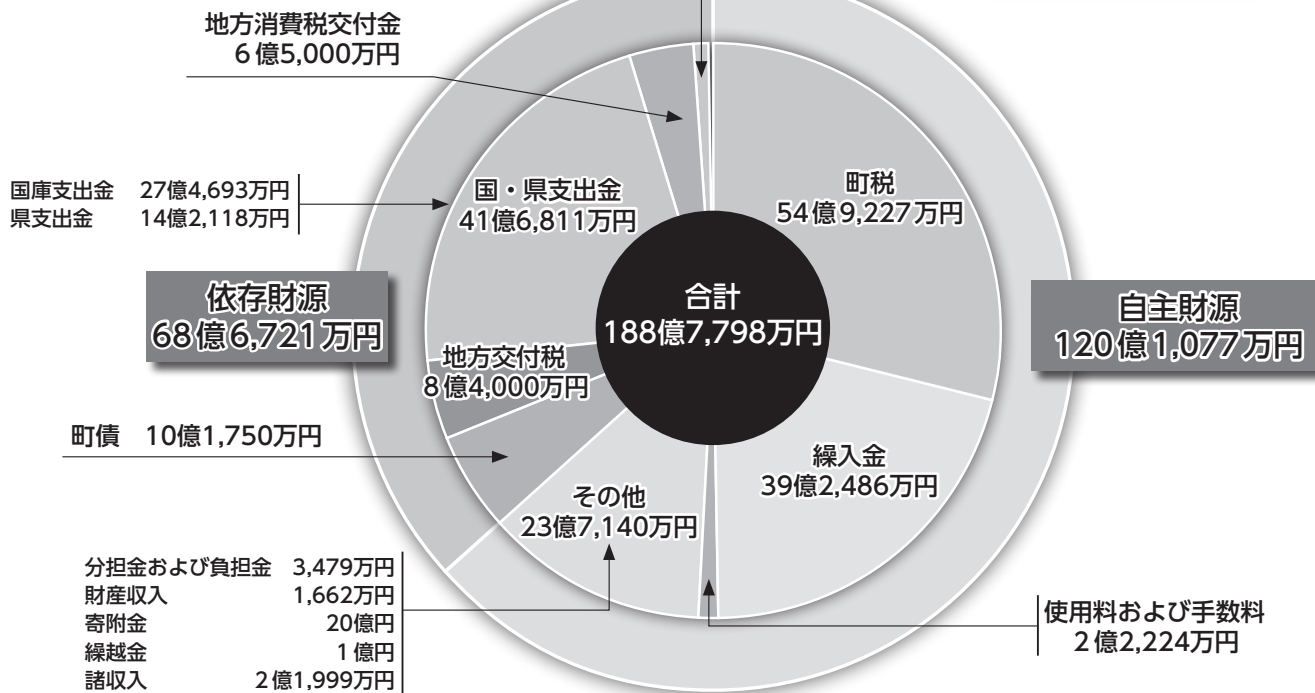 地方消費税交付金
6億5,000万円
国庫支出金 27億4,693万円
県支出金 14億2,118万円
国・県支出金
41億6,811万円
町税
54億9,227万円
依存財源
68億6,721万円
合計
188億7,798万円
自主財源
120億1,077万円
地方交付税
8億4,000万円
町債 10億1,750万円
繰入金
39億2,486万円
その他
23億7,140万円
分担金および負担金 3,479万円
財産収入 1,662万円
寄附金 20億円
繰越金 1億円
諸収入 2億1,999万円
使用料および手数料
2億2,224万円